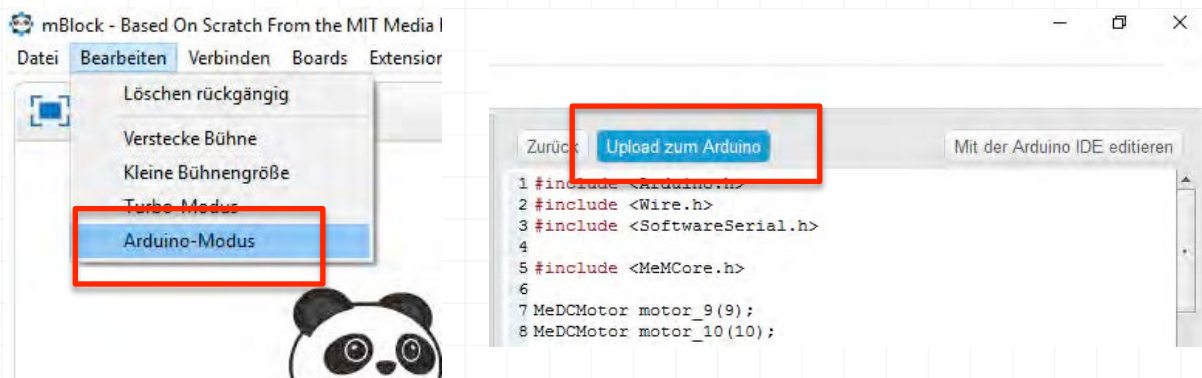 mBlock - Based On Scratch From the MIT Media
Datei Bearbeiten Verbinden Boards Extension
Löschen rückgängig
Verstecke Bühne
Kleine Bühnengröße
Turbo-Modus
Arduino-Modus
Zurück Upload zum Arduino Mit der Arduino IDE editieren
1 #include <Arduino.h>
2 #include <Wire.h>
3 #include <SoftwareSerial.h>
4
5 #include <MeMCore.h>
6
7 MeDCMotor motor_9(9);
8 MeDCMotor motor_10(10);